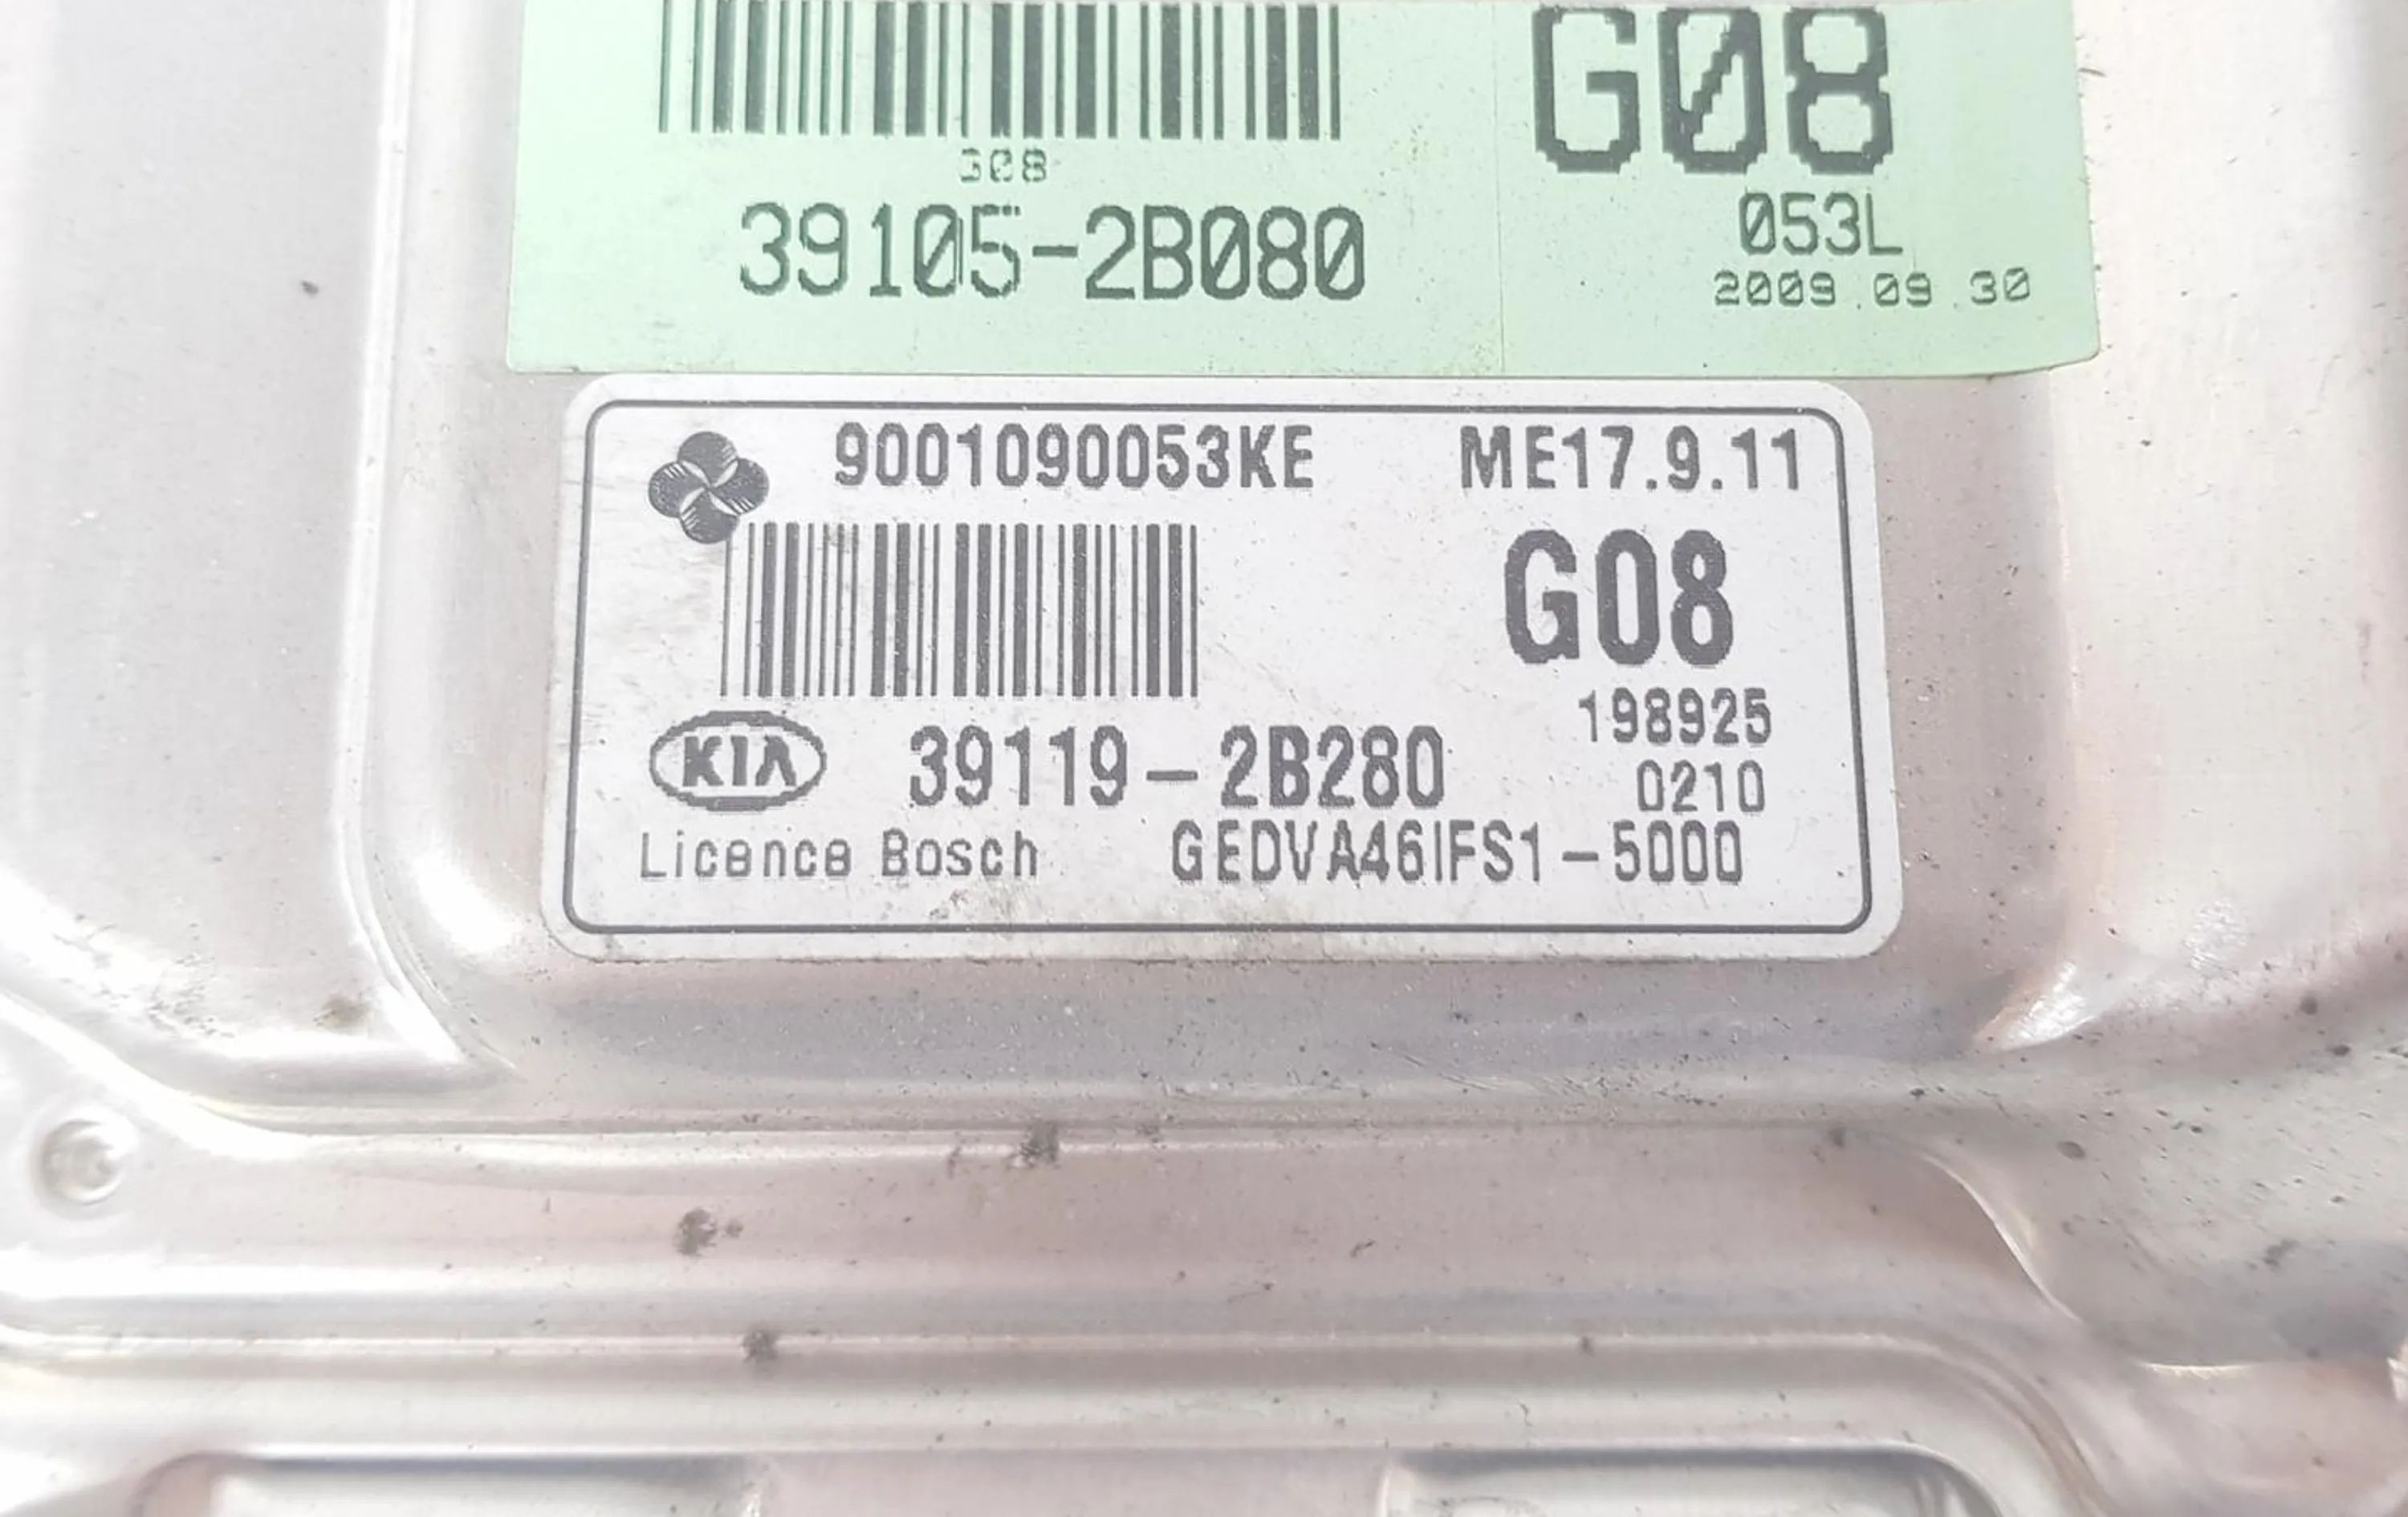 G08
G08
39105-2B080
053L
2009.09.30
9001090053KE ME17.9.11
G08
198925
KIA 39119-2B280
0210
Licence Bosch GEDVA46IFS1-5000